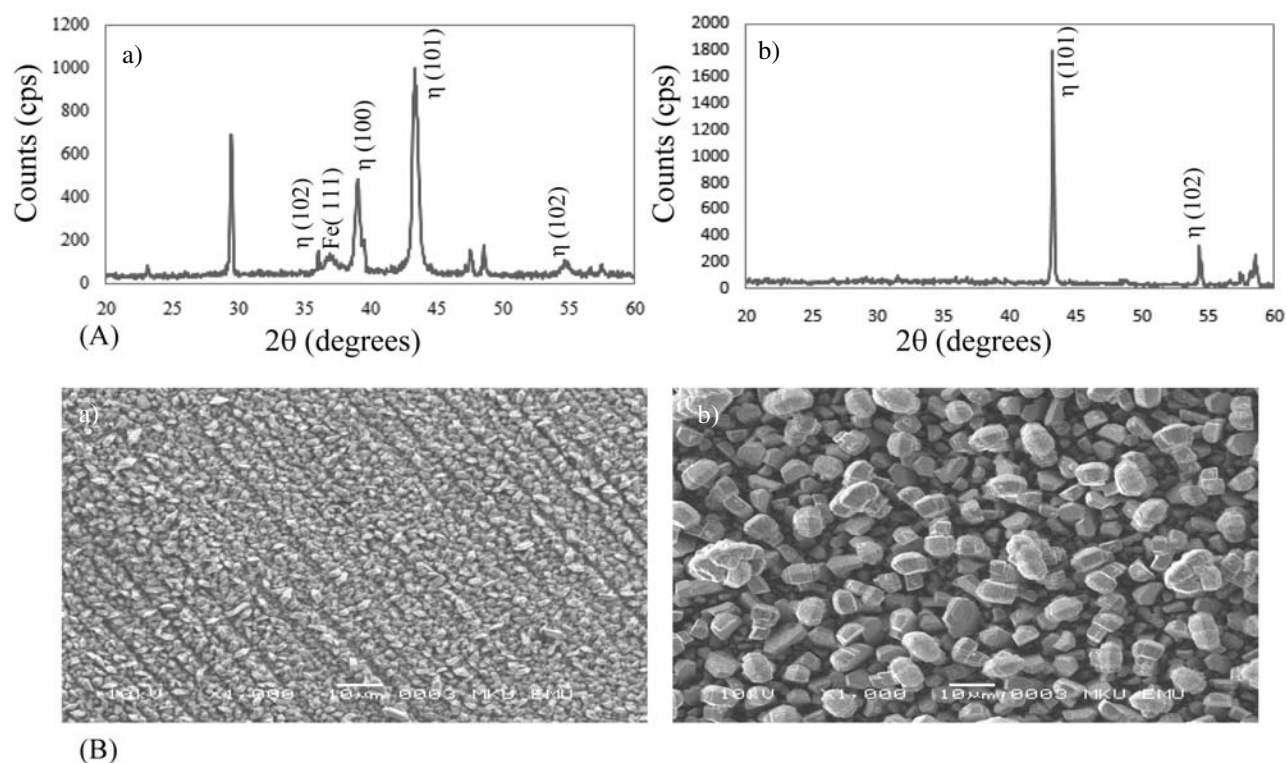 a)
Counts (cps)
1200
1000
800
600
400
200
0
η (102)
Fe( 111)
η (100)
η (101)
η (102)
20
25
30
35
40
45
50
55
60
2θ (degrees)
b)
Counts (cps)
2000
1800
1600
1400
1200
1000
800
600
400
200
0
η (101)
η (102)
20
25
30
35
40
45
50
55
60
2θ (degrees)
(A)
a)
10kV ×1,000 10μm 0003 MKU EMU
b)
10kV ×1,000 10μm 0003 MKU EMU
(B)